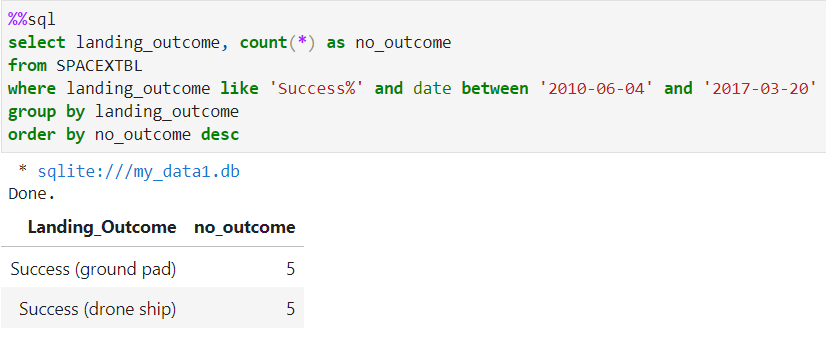 %%sql
select landing_outcome, count(*) as no_outcome
from SPACEXTBL
where landing_outcome like 'Success%' and date between '2010-06-04' and '2017-03-20'
group by landing_outcome
order by no_outcome desc
* sqlite:///my_data1.db
Done.
Landing_Outcome no_outcome
Success (ground pad) 5
Success (drone ship) 5